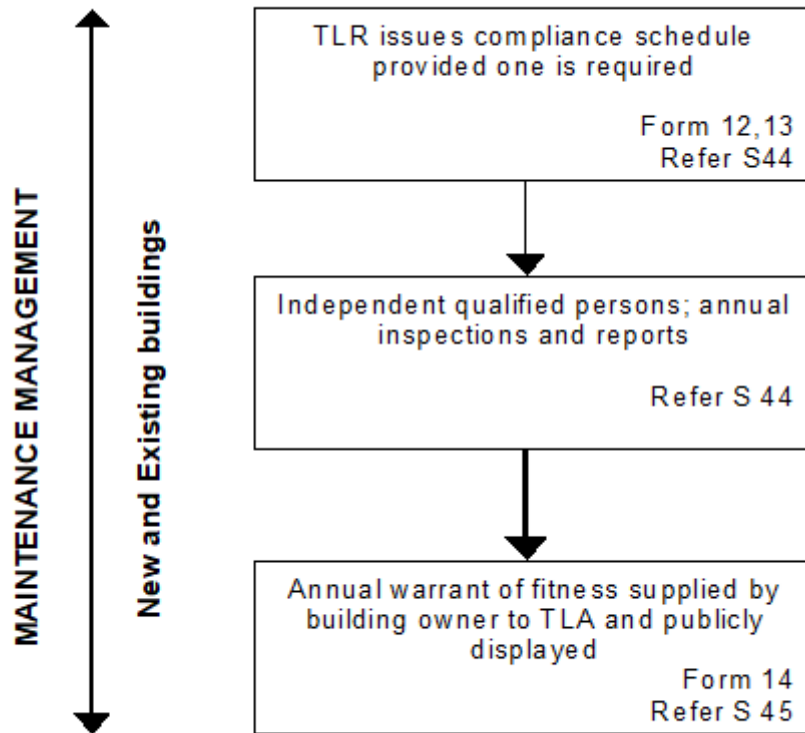 MAINTENANCE MANAGEMENT
New and Existing buildings
TLR issues compliance schedule
provided one is required
Form 12,13
Refer S44
Independent qualified persons; annual
inspections and reports
Refer S 44
Annual warrant of fitness supplied by
building owner to TLA and publicly
displayed
Form 14
Refer S 45